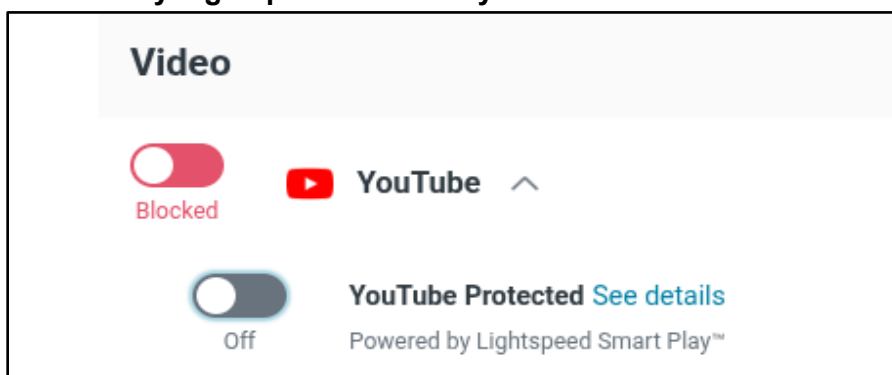 Video
YouTube
Blocked
YouTube Protected See details
Off
Powered by Lightspeed Smart Play™